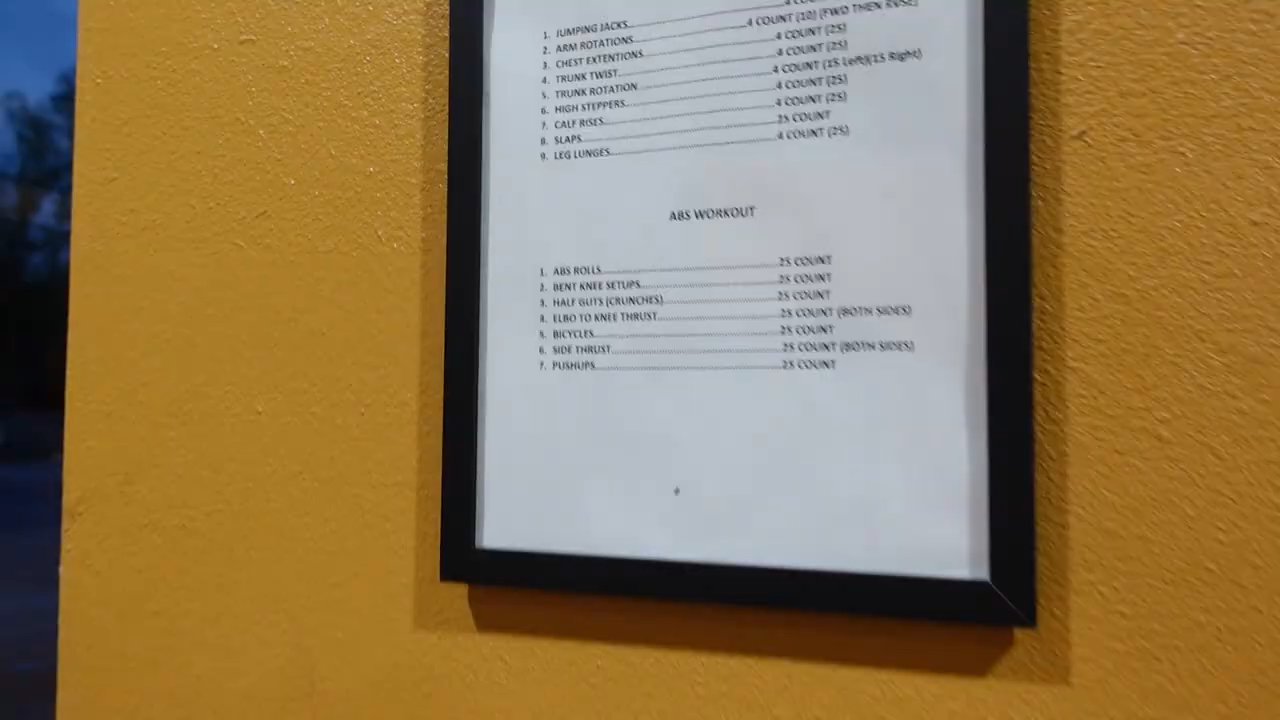 1. JUMPING JACKS....................4
2. ARM ROTATIONS....................4 COUNT (10) (FWD THEN RVSE)
3. CHEST EXTENTIONS....................4 COUNT (25)
4. TRUNK TWIST....................4 COUNT (25)
5. TRUNK ROTATION....................4 COUNT (15 Left)(15 Right)
6. HIGH STEPPERS....................4 COUNT (25)
7. CALF RISES....................4 COUNT (25)
8. SLAPS....................25 COUNT
9. LEG LUNGES....................4 COUNT (25)
ABS WORKOUT
1. ABS ROLLS....................25 COUNT
2. BENT KNEE SETUPS....................25 COUNT
3. HALF GUTS (CRUNCHES)....................25 COUNT
4. ELBO TO KNEE THRUST....................25 COUNT (BOTH SIDES)
5. BICYCLES....................25 COUNT
6. SIDE THRUST....................25 COUNT (BOTH SIDES)
7. PUSHUPS....................25 COUNT